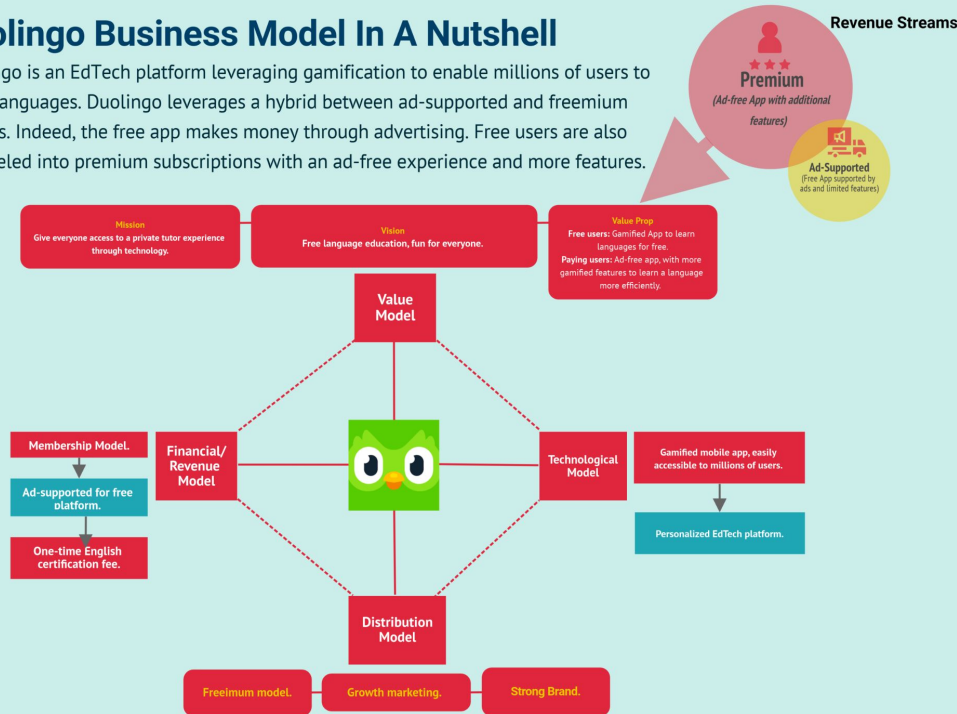 olingo Business Model In A Nutshell
Revenue Streams
go is an EdTech platform leveraging gamification to enable millions of users to
anguages. Duolingo leverages a hybrid between ad-supported and freemium
s. Indeed, the free app makes money through advertising. Free users are also
eled into premium subscriptions with an ad-free experience and more features.
Premium
(Ad-free App with additional
features)
Ad-Supported
(Free App supported by
ads and limited features)
Mission
Give everyone access to a private tutor experience
through technology.
Vision
Free language education, fun for everyone.
Value Prop
Free users: Gamified App to learn
languages for free.
Paying users: Ad-free app, with more
gamified features to learn a language
more efficiently.
Value
Model
Membership Model.
Ad-supported for free
platform.
One-time English
certification fee.
Financial/
Revenue
Model
Technological
Model
Gamified mobile app, easily
accessible to millions of users.
Personalized EdTech platform.
Distribution
Model
Freeimum model.
Growth marketing.
Strong Brand.